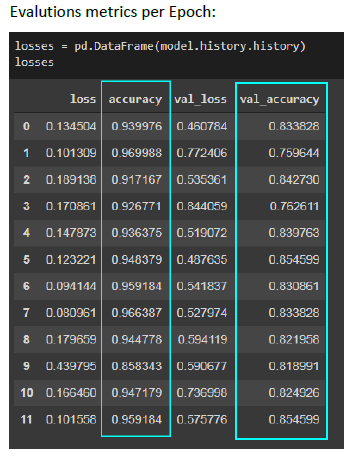 Evalutions metrics per Epoch:
losses = pd.DataFrame(model.history.history)
losses
loss accuracy val_loss val_accuracy
0 0.134504 0.939976 0.460784 0.833828
1 0.101309 0.969988 0.772406 0.759644
2 0.189138 0.917167 0.535361 0.842730
3 0.170861 0.926771 0.844059 0.762611
4 0.147873 0.936375 0.519072 0.839763
5 0.123221 0.948379 0.487635 0.854599
6 0.094144 0.959184 0.541837 0.830861
7 0.080961 0.966387 0.527974 0.833828
8 0.179659 0.944778 0.594119 0.821958
9 0.439795 0.858343 0.590677 0.818991
10 0.166460 0.947179 0.736998 0.824926
11 0.101558 0.959184 0.575776 0.854599